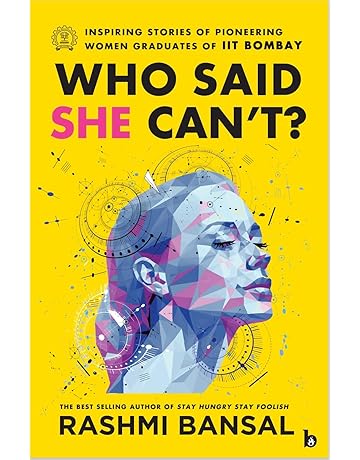 INSPIRING STORIES OF PIONEERING
WOMEN GRADUATES OF IIT BOMBAY
WHO SAID
SHE CAN'T?
THE BEST SELLING AUTHOR OF STAY HUNGRY STAY FOOLISH
RASHMI BANSAL
b